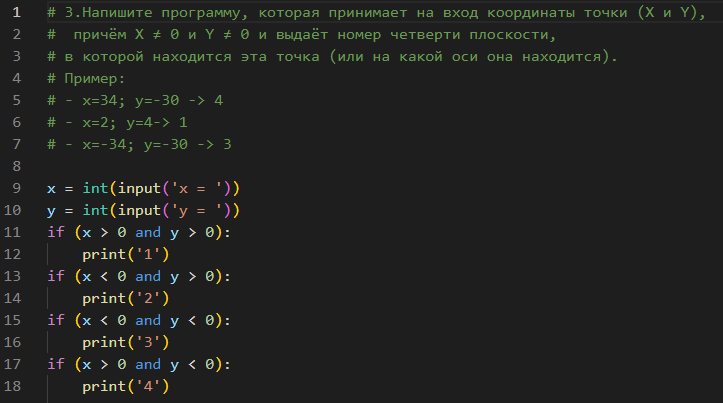 1 # 3.Напишите программу, которая принимает на вход координаты точки (X и Y),
2 #  причём X ≠ 0 и Y ≠ 0 и выдаёт номер четверти плоскости,
3 # в которой находится эта точка (или на какой оси она находится).
4 # Пример:
5 # - x=34; y=-30 -> 4
6 # - x=2; y=4-> 1
7 # - x=-34; y=-30 -> 3
8
9 x = int(input('x = '))
10 y = int(input('y = '))
11 if (x > 0 and y > 0):
12     print('1')
13 if (x < 0 and y > 0):
14     print('2')
15 if (x < 0 and y < 0):
16     print('3')
17 if (x > 0 and y < 0):
18     print('4')